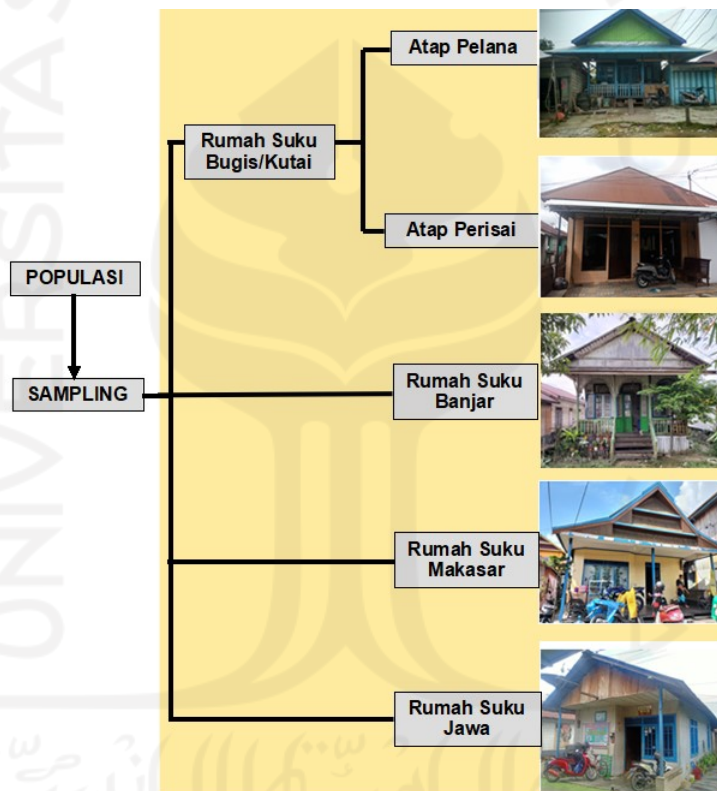 Atap Pelana
Rumah Suku
Bugis/Kutai
Atap Perisai
POPULASI
SAMPLING
Rumah Suku
Banjar
Rumah Suku
Makasar
Rumah Suku
Jawa
UNIVERSITAS